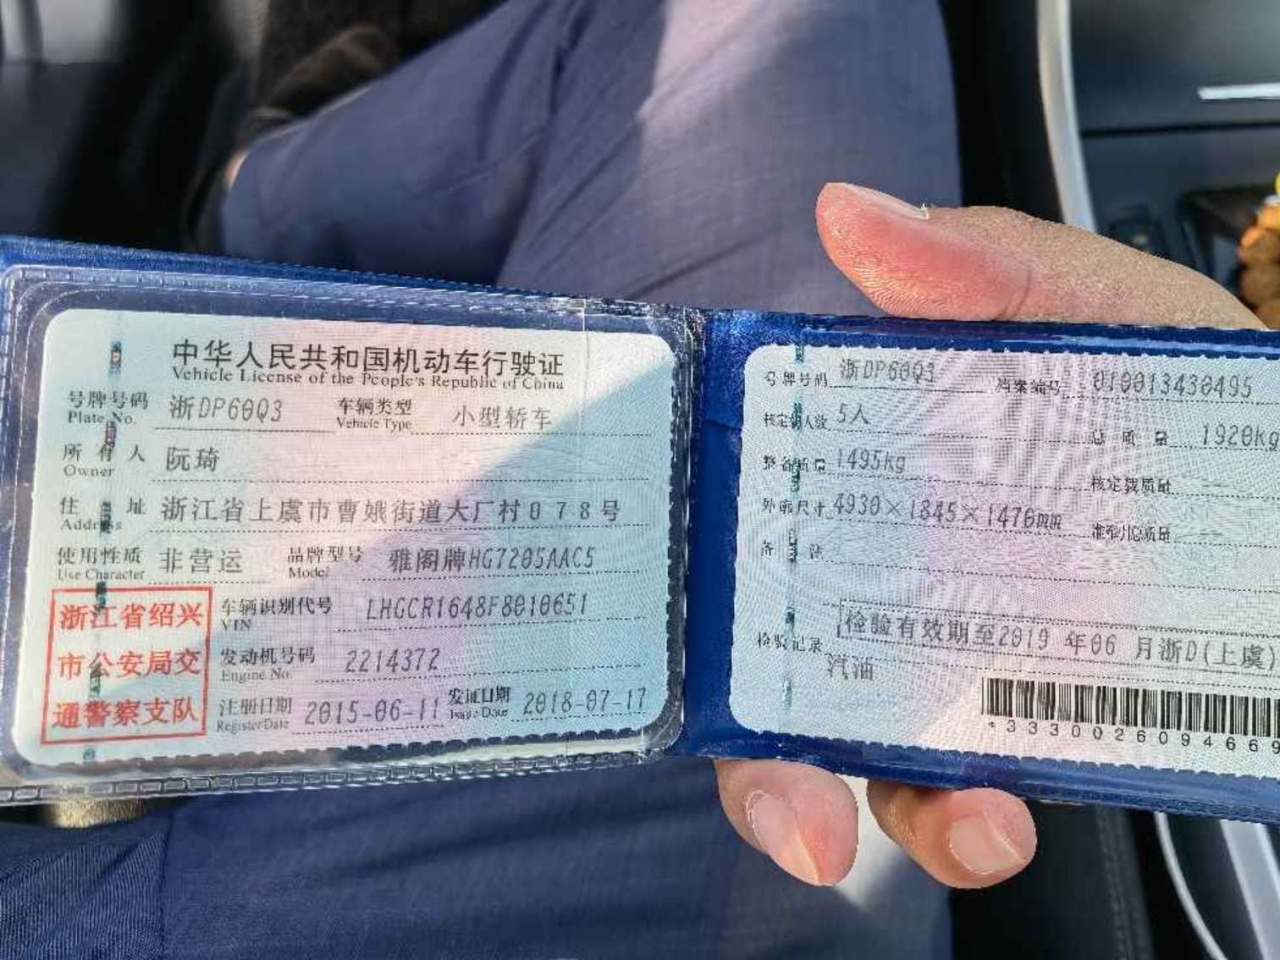 中华人民共和国机动车行驶证
Vehicle License of the People's Republic of China
号牌号码 浙DP60Q3 车辆类型 小型轿车
Plate No. Vehicle Type
所有人 阮琦
Owner
住址 浙江省上虞市曹娥街道大厂村078号
Address
使用性质 非营运 品牌型号 雅阁牌HG7205AAC5
Use Character Model
浙江省绍兴
市公安局交
通警察支队
车辆识别代号 LHGCR1648F8010651
VIN
发动机号码 2214372
Engine No.
注册日期 2015-06-11 发证日期 2018-07-17
Register Date Issue Date
号牌号码 浙DP60Q3 档案编号 010013430495
核定载人数 5人 总质量 1920kg
整备质量 1495kg 核定载质量 --
外廓尺寸 4930×1845×1470mm 准牵引总质量 --
备注
检验记录 检验有效期至2019年06月浙D(上虞)
汽油
*3330026094669